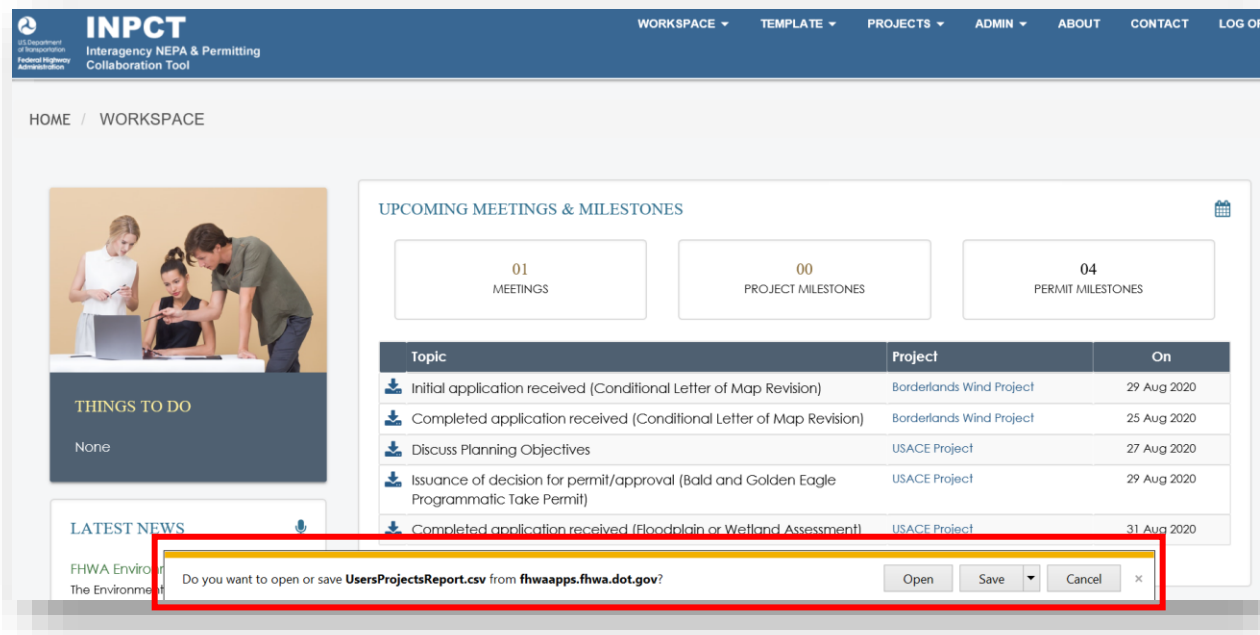 U.S. Department
of Transportation
Federal Highway
Administration
INPCT
Interagency NEPA & Permitting
Collaboration Tool
WORKSPACE TEMPLATE PROJECTS ADMIN ABOUT CONTACT LOG OF
HOME / WORKSPACE
UPCOMING MEETINGS & MILESTONES
01
MEETINGS
00
PROJECT MILESTONES
04
PERMIT MILESTONES
Topic Project On
Initial application received (Conditional Letter of Map Revision) Borderlands Wind Project 29 Aug 2020
Completed application received (Conditional Letter of Map Revision) Borderlands Wind Project 25 Aug 2020
Discuss Planning Objectives USACE Project 27 Aug 2020
Issuance of decision for permit/approval (Bald and Golden Eagle USACE Project 29 Aug 2020
Programmatic Take Permit)
Completed application received (Floodplain or Wetland Assessment) USACE Project 31 Aug 2020
THINGS TO DO
None
LATEST NEWS
FHWA Environ
The Environment
Do you want to open or save UsersProjectsReport.csv from fhwaapps.fhwa.dot.gov? Open Save Cancel ×